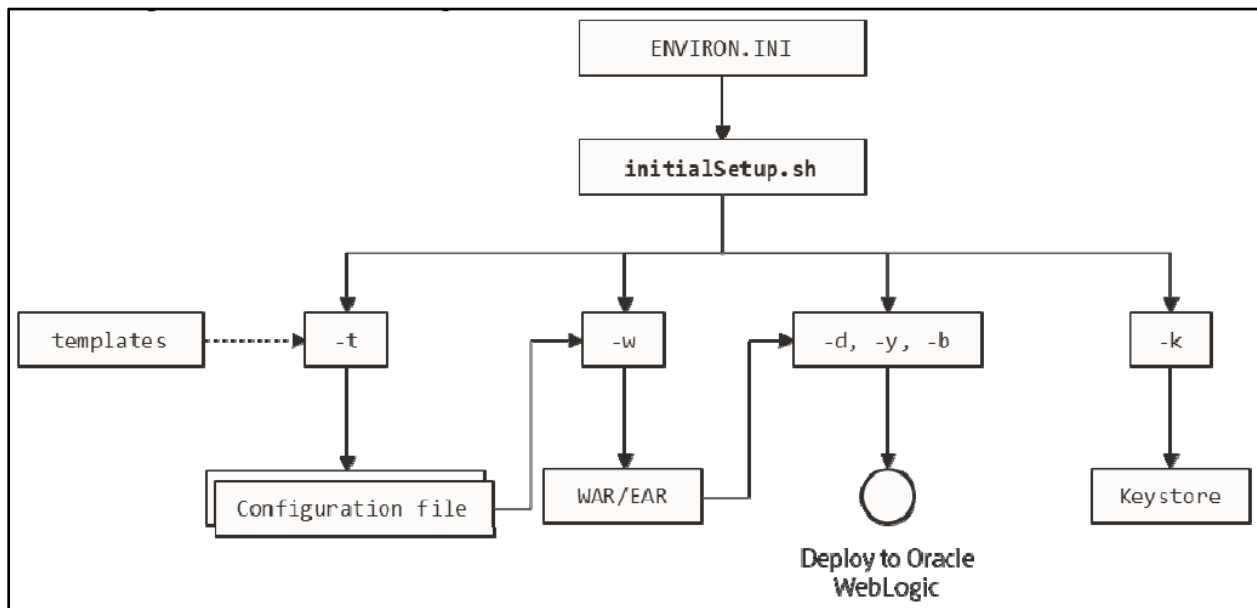 ENVIRON.INI
initialSetup.sh
templates
-t
-w
-d, -y, -b
-k
Configuration file
WAR/EAR
Keystore
Deploy to Oracle
WebLogic